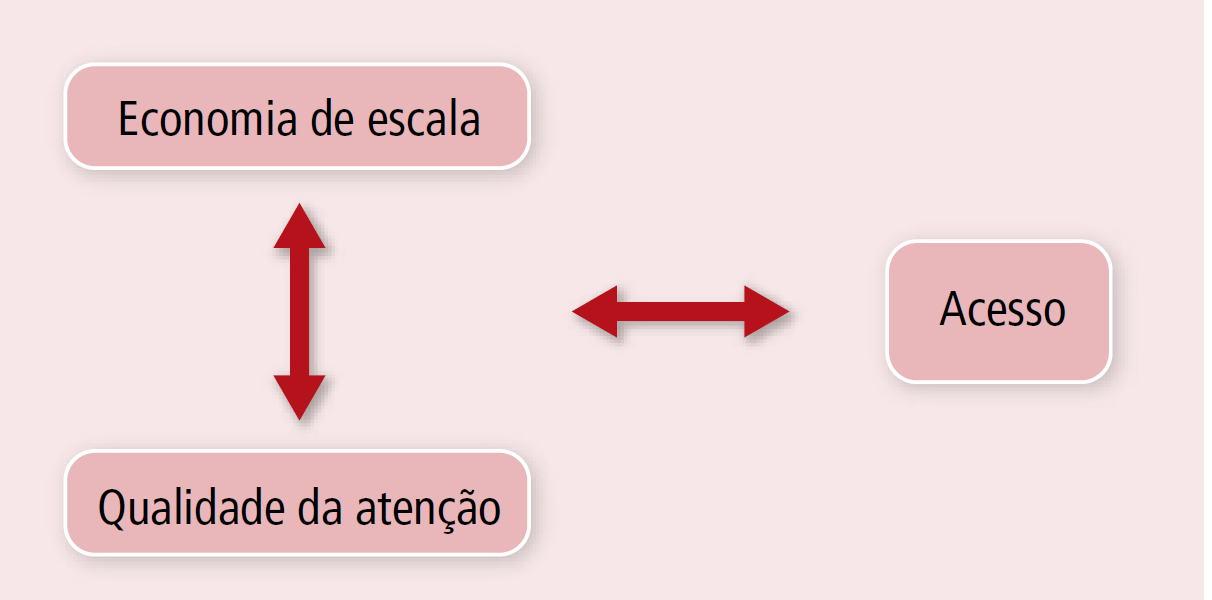 Economia de escala
Acesso
Qualidade da atenção